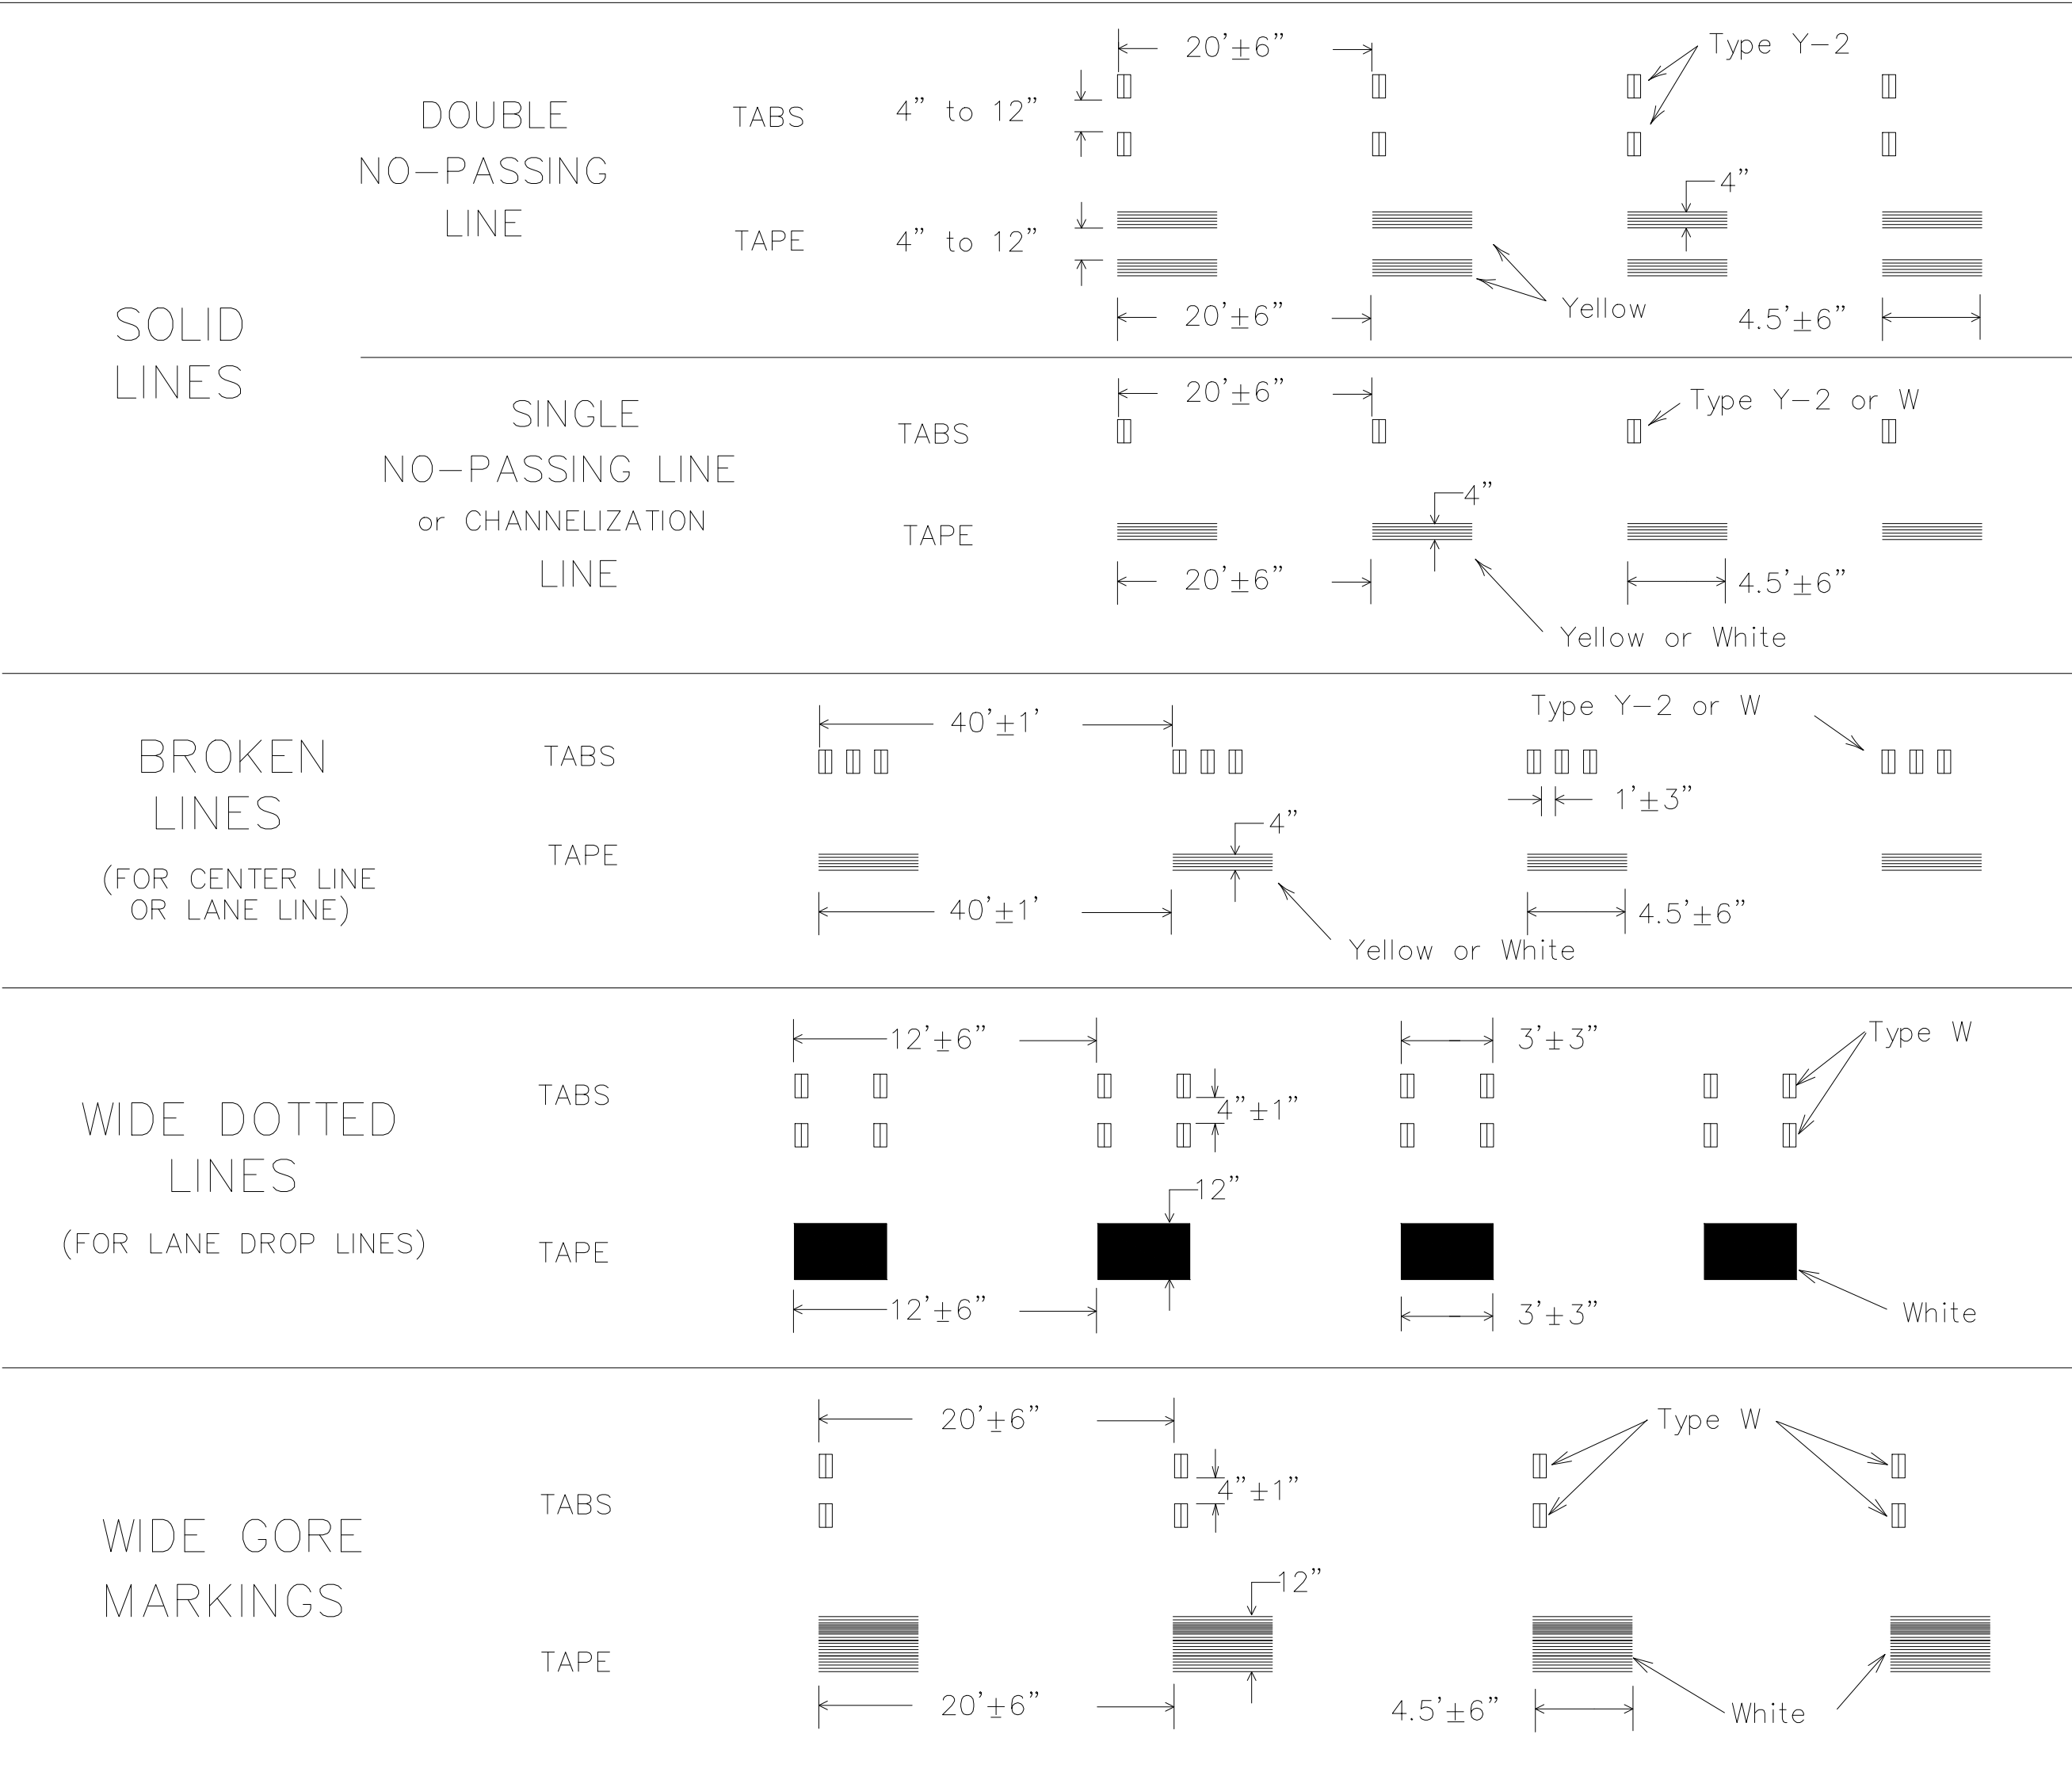 SOLID
LINES
DOUBLE
NO-PASSING
LINE
TABS
4” to 12”
20’±6”
Type Y-2
TAPE
4” to 12”
4”
20’±6”
Yellow
4.5’±6”
SINGLE
NO-PASSING LINE
or CHANNELIZATION
LINE
TABS
20’±6”
Type Y-2 or W
TAPE
4”
20’±6”
4.5’±6”
Yellow or White
BROKEN
LINES
(FOR CENTER LINE
OR LANE LINE)
TABS
40’±1’
Type Y-2 or W
1’±3”
TAPE
4”
40’±1’
4.5’±6”
Yellow or White
WIDE DOTTED
LINES
(FOR LANE DROP LINES)
TABS
12’±6”
3’±3”
Type W
4”±1”
TAPE
12”
12’±6”
3’±3”
White
WIDE GORE
MARKINGS
TABS
20’±6”
Type W
4”±1”
TAPE
12”
20’±6”
4.5’±6”
White